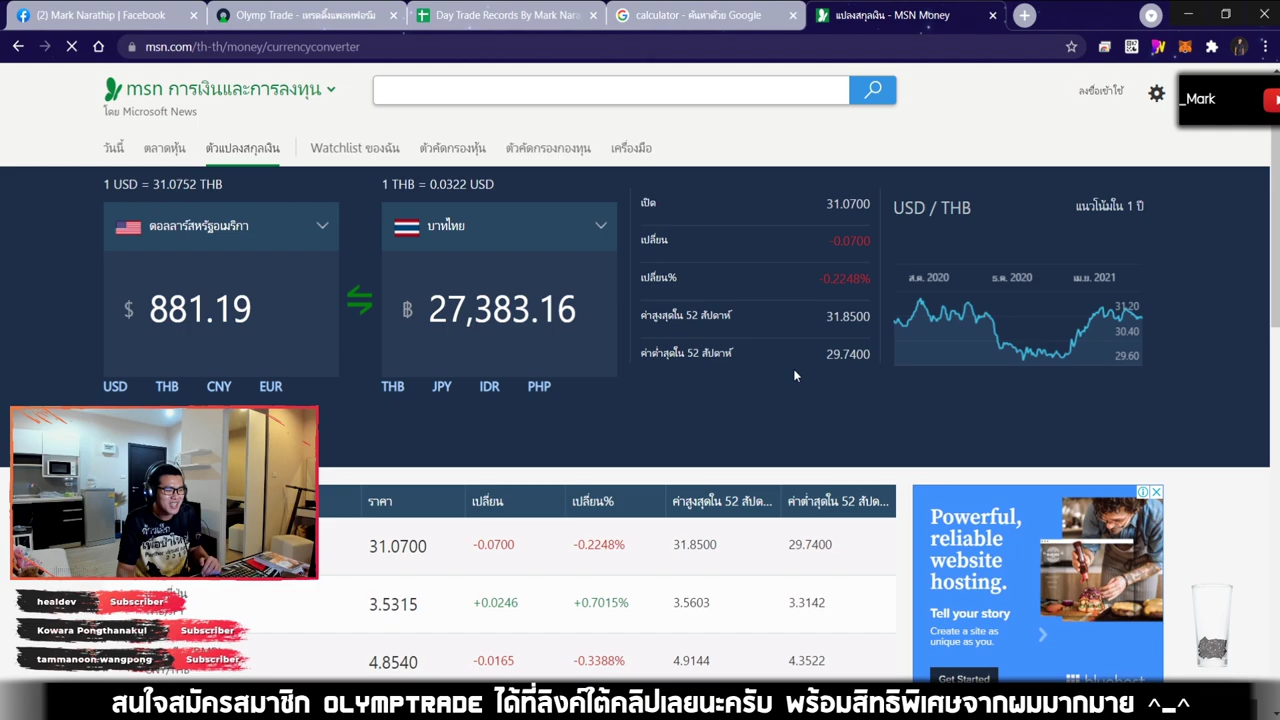 (2) Mark Narathip | Facebook
Olymp Trade - เทรดดิ้งแพลทฟอร์ม
Day Trade Records By Mark Nara
calculator - ค้นหาด้วย Google
แปลงสกุลเงิน - MSN Money
msn.com/th-th/money/currencyconverter
msn การเงินและการลงทุน
โดย Microsoft News
ลงชื่อเข้าใช้
_Mark
วันนี้ ตลาดหุ้น ตัวแปลงสกุลเงิน Watchlist ของฉัน ตัวคัดกรองหุ้น ตัวคัดกรองกองทุน เครื่องมือ
1 USD = 31.0752 THB
1 THB = 0.0322 USD
ดอลลาร์สหรัฐอเมริกา
บาทไทย
$ 881.19
฿ 27,383.16
USD THB CNY EUR
THB JPY IDR PHP
เปิด 31.0700
เปลี่ยน -0.0700
เปลี่ยน% -0.2248%
ค่าสูงสุดใน 52 สัปดาห์ 31.8500
ค่าต่ำสุดใน 52 สัปดาห์ 29.7400
USD / THB
แนวโน้มใน 1 ปี
ส.ค. 2020 ธ.ค. 2020 เม.ย. 2021
31.20
30.40
29.60
ราคา เปลี่ยน เปลี่ยน% ค่าสูงสุดใน 52 สัปด... ค่าต่ำสุดใน 52 สัปด...
31.0700 -0.0700 -0.2248% 31.8500 29.7400
3.5315 +0.0246 +0.7015% 3.5603 3.3142
4.8540 -0.0165 -0.3388% 4.9144 4.3522
Powerful,
reliable
website
hosting.
Tell your story
Create a site as
unique as you.
Get Started
bluehost
healdev Subscriber
Kowara Pongthanakul Subscriber
tammanoon wangpong Subscriber
สนใจสมัครสมาชิก OLYMPTRADE ได้ที่ลิงค์ใต้คลิปเลยนะครับ พร้อมสิทธิพิเศษจากผมมากมาย ^_^